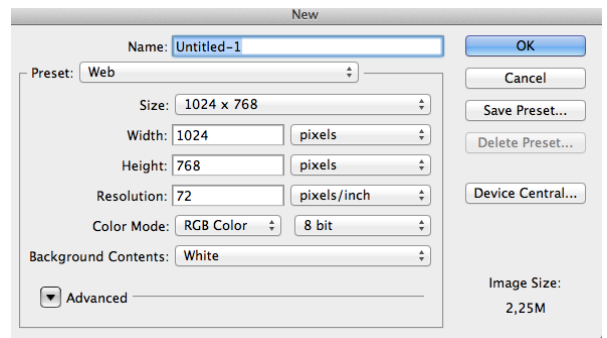 New
Name: Untitled-1
OK
Preset: Web
Cancel
Size: 1024 x 768
Save Preset...
Width: 1024 pixels
Delete Preset...
Height: 768 pixels
Resolution: 72 pixels/inch
Device Central...
Color Mode: RGB Color 8 bit
Background Contents: White
Advanced
Image Size:
2,25M